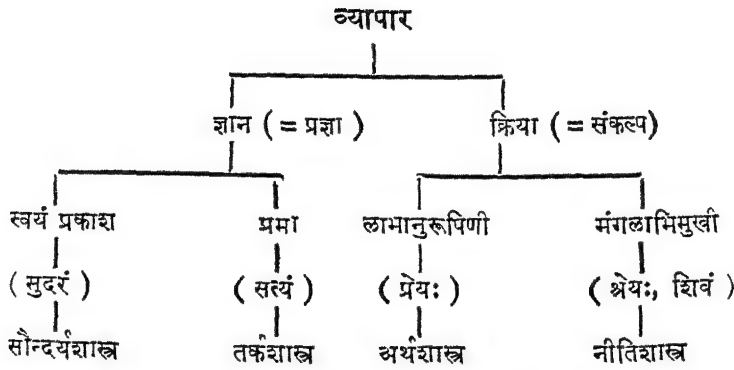 व्यापार
ज्ञान ( = प्रज्ञा ) क्रिया ( = संकल्प)
स्वयं प्रकाश प्रमा लाभानुरूपिणी मंगलाभिमुखी
( सुदरं ) ( सत्यं ) ( प्रेयः ) ( श्रेयः, शिवं )
सौन्दर्यशास्त्र तर्कशास्त्र अर्थशास्त्र नीतिशास्त्र